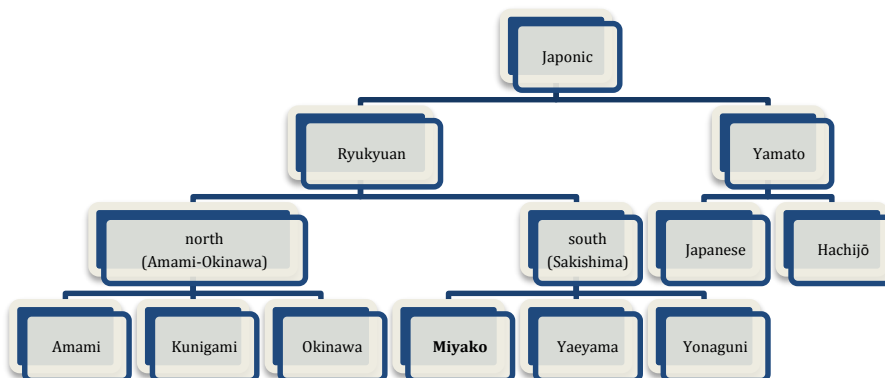 Japonic
Ryukyuan
Yamato
north
(Amami-Okinawa)
south
(Sakishima)
Japanese
Hachijō
Amami
Kunigami
Okinawa
Miyako
Yaeyama
Yonaguni